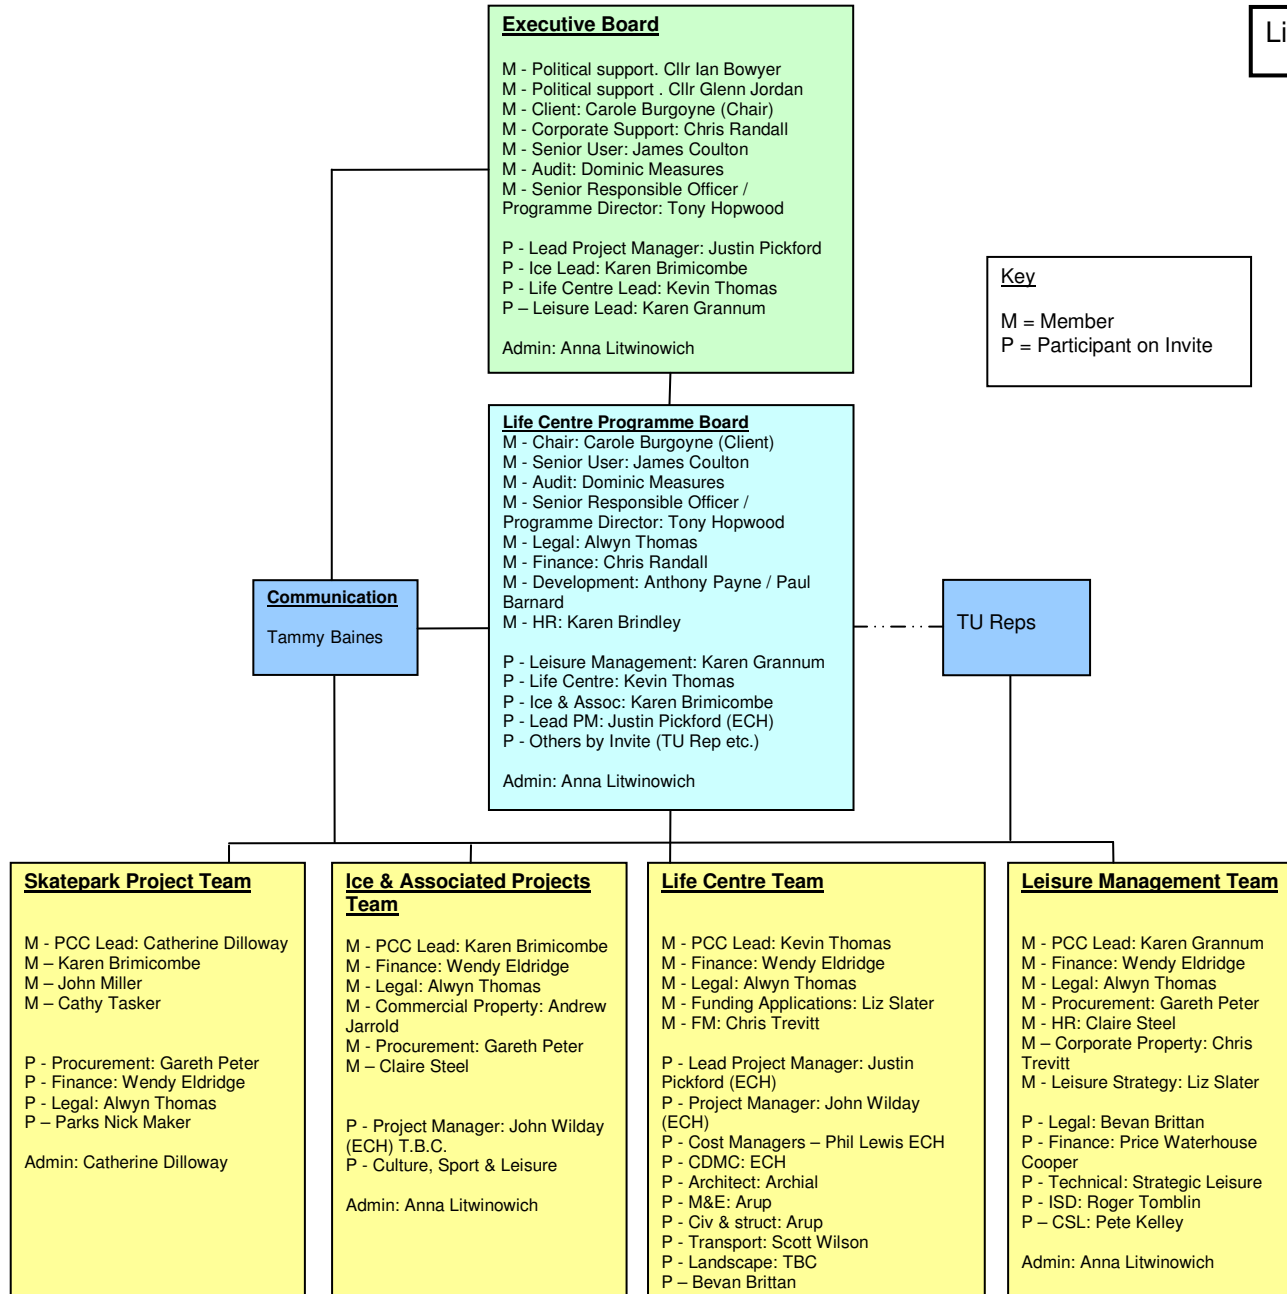 Executive Board
M - Political support. Cllr Ian Bowyer
M - Political support . Cllr Glenn Jordan
M - Client: Carole Burgoyne (Chair)
M - Corporate Support: Chris Randall
M - Senior User: James Coulton
M - Audit: Dominic Measures
M - Senior Responsible Officer /
Programme Director: Tony Hopwood
P - Lead Project Manager: Justin Pickford
P - Ice Lead: Karen Brimicombe
P - Life Centre Lead: Kevin Thomas
P – Leisure Lead: Karen Grannum
Admin: Anna Litwinowich
Li
Key
M = Member
P = Participant on Invite
Life Centre Programme Board
M - Chair: Carole Burgoyne (Client)
M - Senior User: James Coulton
M - Audit: Dominic Measures
M - Senior Responsible Officer /
Programme Director: Tony Hopwood
M - Legal: Alwyn Thomas
M - Finance: Chris Randall
M - Development: Anthony Payne / Paul
Barnard
M - HR: Karen Brindley
P - Leisure Management: Karen Grannum
P - Life Centre: Kevin Thomas
P - Ice & Assoc: Karen Brimicombe
P - Lead PM: Justin Pickford (ECH)
P - Others by Invite (TU Rep etc.)
Admin: Anna Litwinowich
Communication
Tammy Baines
TU Reps
Skatepark Project Team
M - PCC Lead: Catherine Dilloway
M – Karen Brimicombe
M – John Miller
M – Cathy Tasker
P - Procurement: Gareth Peter
P - Finance: Wendy Eldridge
P - Legal: Alwyn Thomas
P – Parks Nick Maker
Admin: Catherine Dilloway
Ice & Associated Projects
Team
M - PCC Lead: Karen Brimicombe
M - Finance: Wendy Eldridge
M - Legal: Alwyn Thomas
M - Commercial Property: Andrew
Jarrold
M - Procurement: Gareth Peter
M – Claire Steel
P - Project Manager: John Wilday
(ECH) T.B.C.
P - Culture, Sport & Leisure
Admin: Anna Litwinowich
Life Centre Team
M - PCC Lead: Kevin Thomas
M - Finance: Wendy Eldridge
M - Legal: Alwyn Thomas
M - Funding Applications: Liz Slater
M - FM: Chris Trevitt
P - Lead Project Manager: Justin
Pickford (ECH)
P - Project Manager: John Wilday
(ECH)
P - Cost Managers – Phil Lewis ECH
P - CDMC: ECH
P - Architect: Archial
P - M&E: Arup
P - Civ & struct: Arup
P - Transport: Scott Wilson
P - Landscape: TBC
P – Bevan Brittan
Leisure Management Team
M - PCC Lead: Karen Grannum
M - Finance: Wendy Eldridge
M - Legal: Alwyn Thomas
M - Procurement: Gareth Peter
M - HR: Claire Steel
M – Corporate Property: Chris
Trevitt
M - Leisure Strategy: Liz Slater
P - Legal: Bevan Brittan
P - Finance: Price Waterhouse
Cooper
P - Technical: Strategic Leisure
P - ISD: Roger Tomblin
P – CSL: Pete Kelley
Admin: Anna Litwinowich